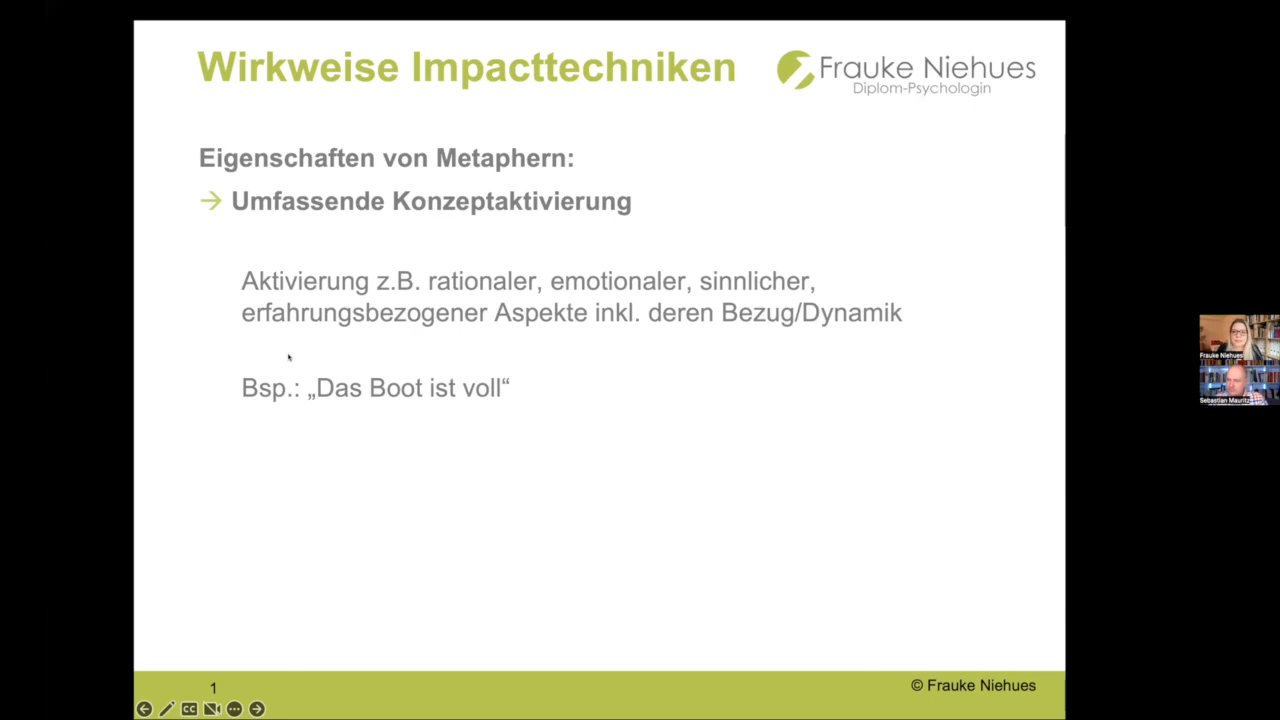 Wirkweise Impacttechniken
Frauke Niehues
Diplom-Psychologin
Eigenschaften von Metaphern:
→ Umfassende Konzeptaktivierung
Aktivierung z.B. rationaler, emotionaler, sinnlicher,
erfahrungsbezogener Aspekte inkl. deren Bezug/Dynamik
Bsp.: „Das Boot ist voll“
Frauke Niehues
Sebastian Mauritz
1
© Frauke Niehues
CC